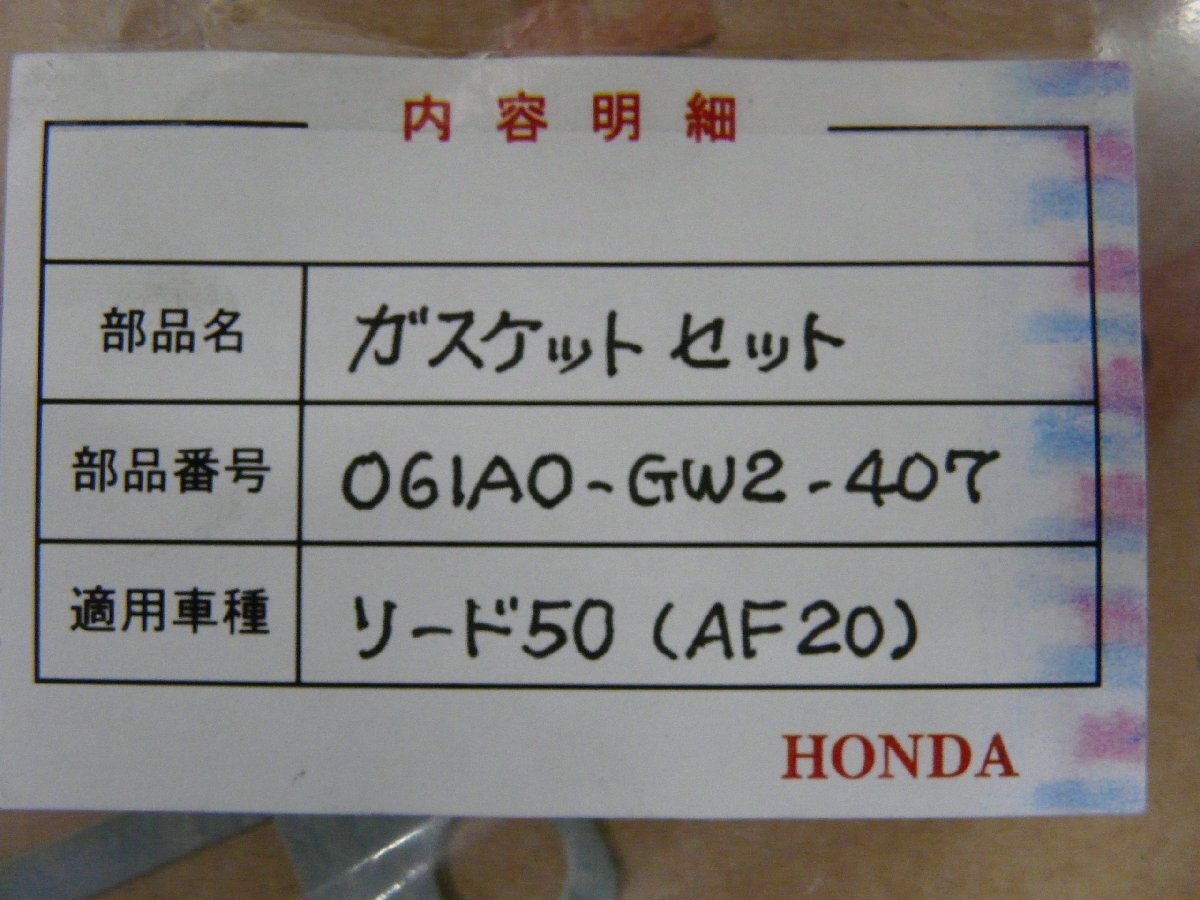 内容明細
部品名 ガスケットセット
部品番号 061A0-GW2-407
適用車種 リード50(AF20)
HONDA